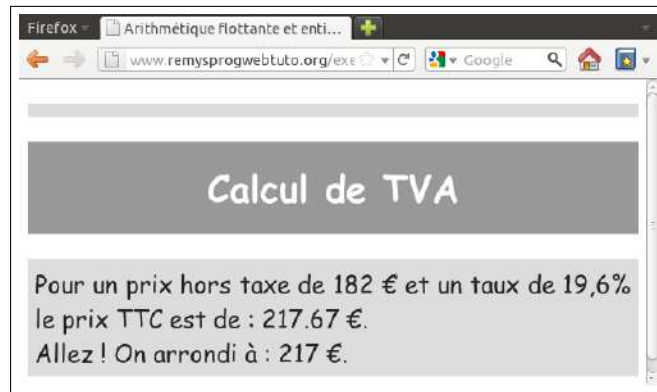 Firefox
Arithmétique flottante et enti...
www.remysprogwebtuto.org/exe
Google
Calcul de TVA
Pour un prix hors taxe de 182 € et un taux de 19,6%
le prix TTC est de : 217.67 €.
Allez ! On arrondi à : 217 €.